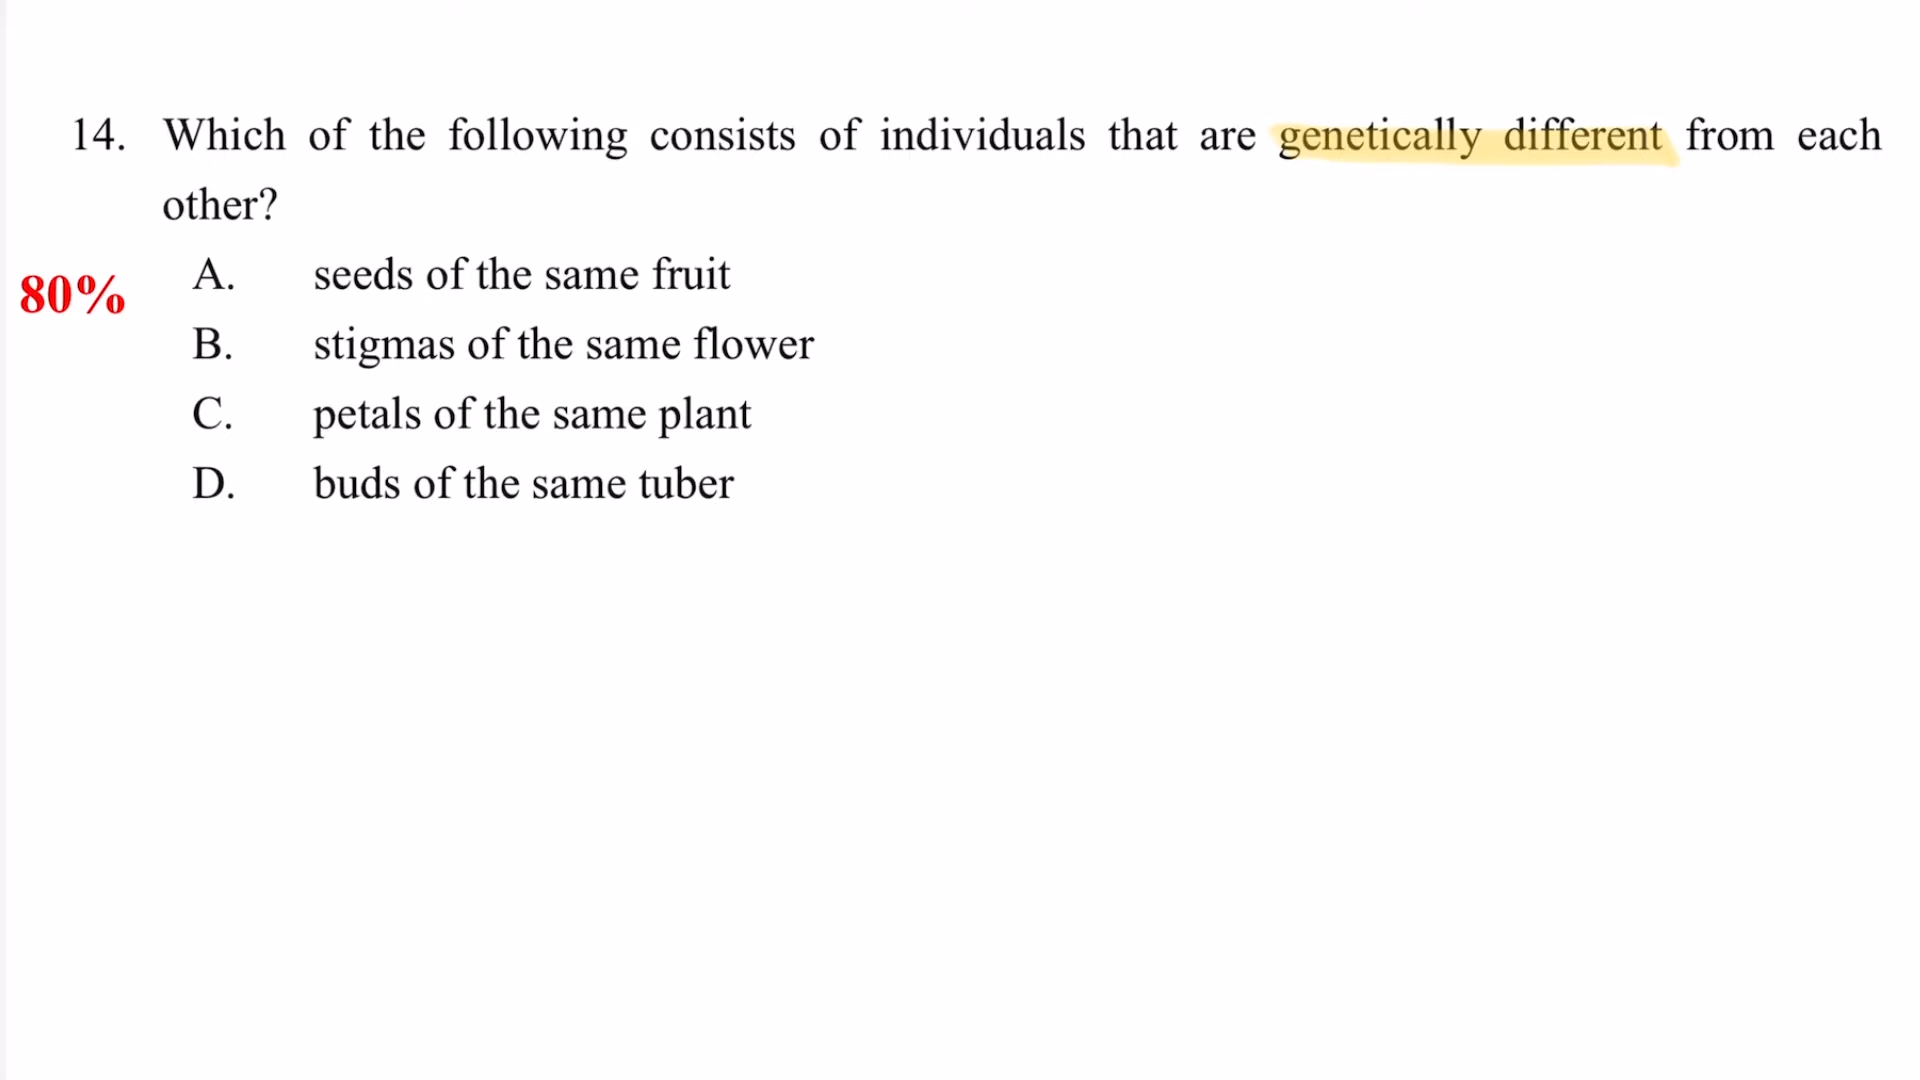 14. Which of the following consists of individuals that are genetically different from each
other?
80%
A. seeds of the same fruit
B. stigmas of the same flower
C. petals of the same plant
D. buds of the same tuber